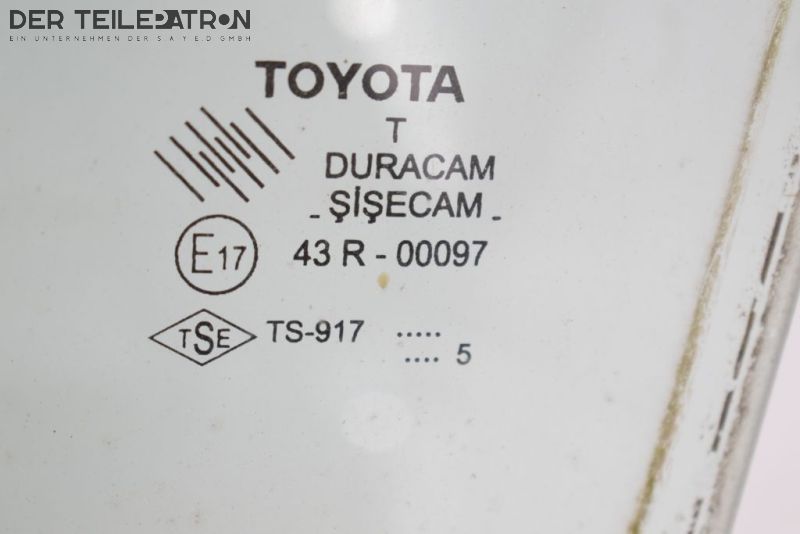 DER TEILEPATRON
EIN UNTERNEHMEN DER S A Y E.D GMBH
TOYOTA
T
DURACAM
- ŞİŞECAM -
E17 43 R - 00097
TSE TS-917 .....
.... 5